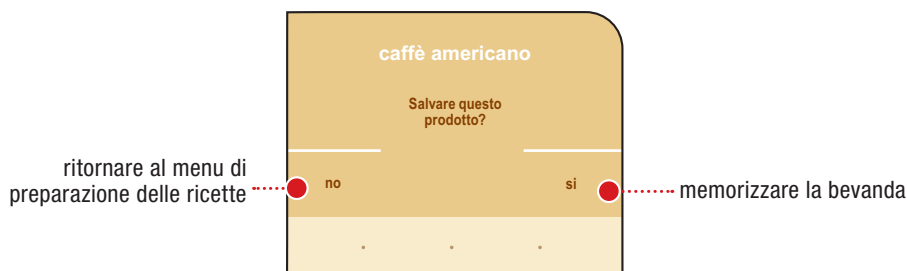 caffè americano
Salvare questo
prodotto?
ritornare al menu di
preparazione delle ricette
no
si
memorizzare la bevanda